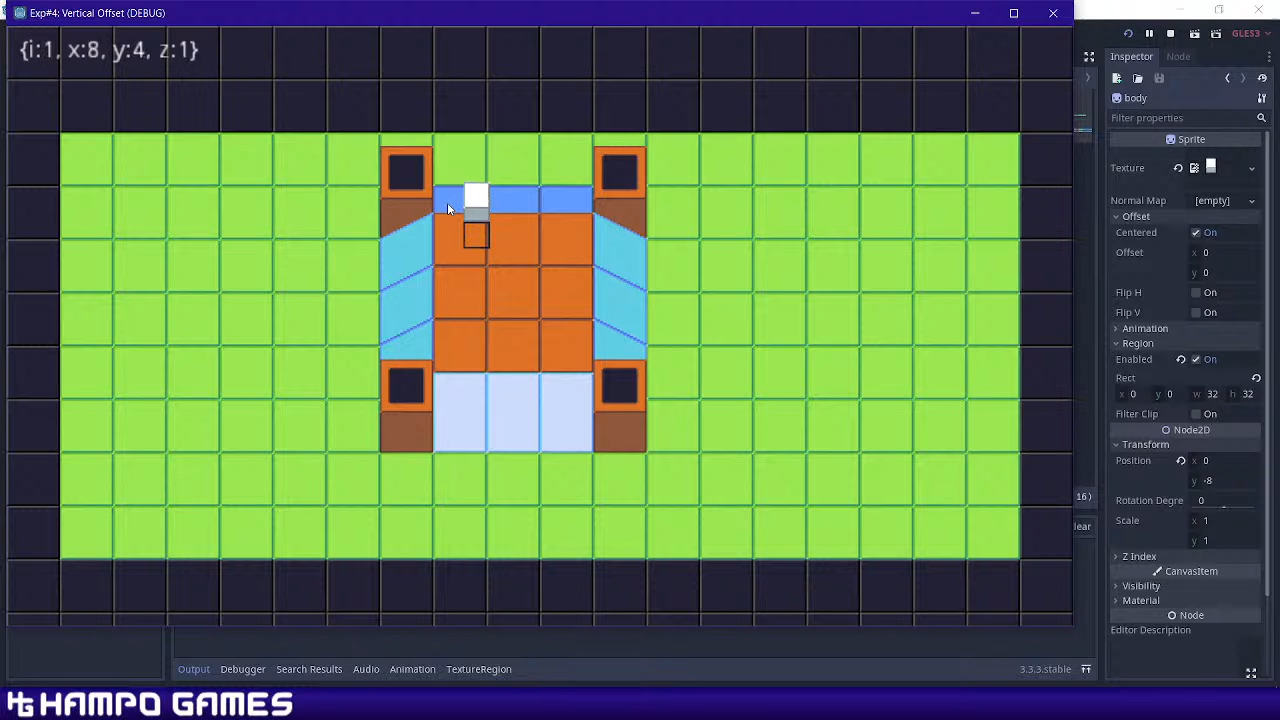 Exp#4: Vertical Offset (DEBUG)
{i:1, x:8, y:4, z:1}
GLES3
Inspector
Node
body
Filter properties
Sprite
Texture
Normal Map
[empty]
Offset
Centered
On
Offset
x 0
y 0
Flip H
On
Flip V
On
Animation
Region
Enabled
On
Rect
x 0 y 0 w 32 h 32
Filter Clip
On
Node2D
Transform
Position
x 0
y -8
Rotation Degre
0
Scale
x 1
y 1
Z Index
CanvasItem
Visibility
Material
Node
Editor Description
16)
lear
Output Debugger Search Results Audio Animation TextureRegion
3.3.3.stable
HG HAMPO GAMES